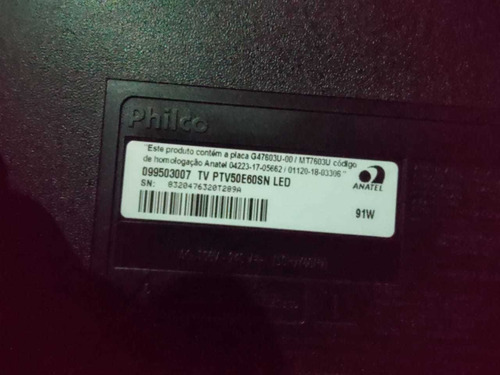 Philco
"Este produto contém a placa G47603U-00 / MT7603U código
de homologação Anatel 04223-17-05662 / 01120-18-03396"
099503007 TV PTV50E60SN LED
SN: 8320476320T289A
ANATEL
91W